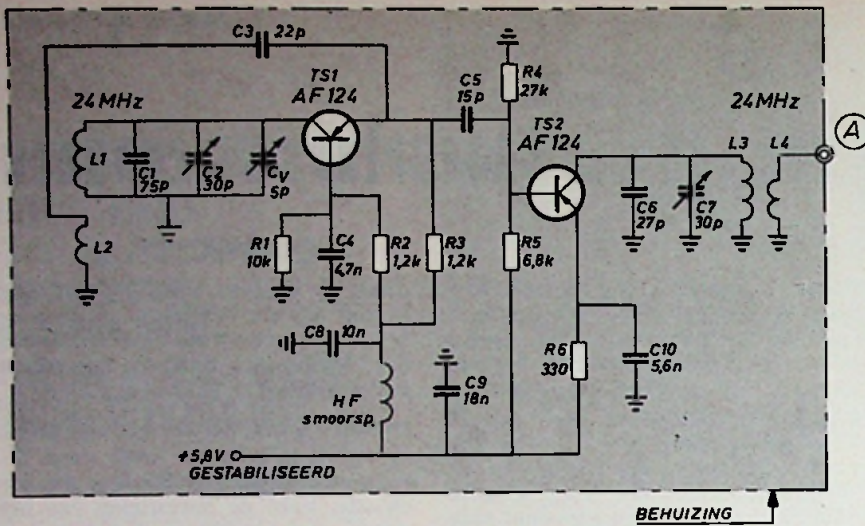 C3 22p
TS1
AF124
24MHz
L1
C1
75p
C2
30p
CV
5p
L2
R1
10k
C4
4,7n
R2
1,2k
R3
1,2k
C5
15p
R4
27k
TS2
AF124
R5
6,8k
24MHz
L3
L4
A
C6
27p
C7
30p
C8 10n
HF
smoorsp.
C9
18n
R6
330
C10
5,6n
+5,8V
GESTABILISEERD
BEHUIZING